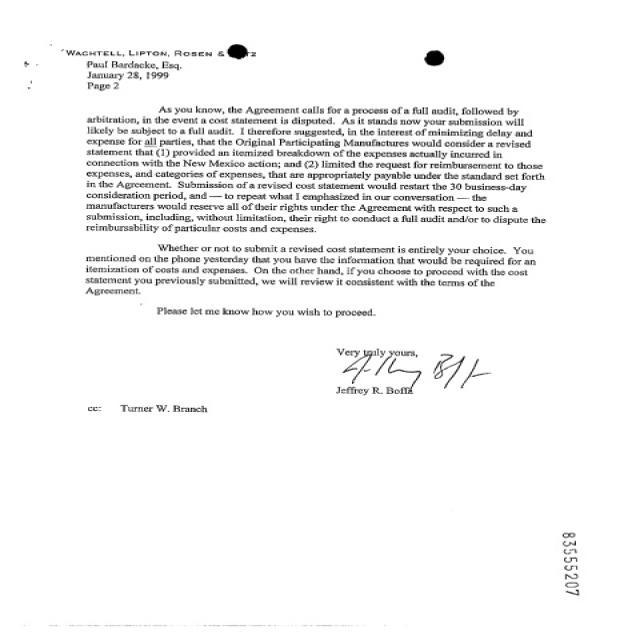 WACHTELL, LIPTON, ROSEN &
Paul Bardacke, Esq.
January 28, 1999
Page 2
As you know, the Agreement calls for a process of a full audit, followed by
arbitration, in the event a cost statement is disputed. As it stands now your submission will
likely be subject to a full audit. I therefore suggested, in the interest of minimizing delay and
expense for all parties, that the Original Participating Manufactures would consider a revised
statement that (1) provided an itemized breakdown of the expenses actually incurred in
connection with the New Mexico action; and (2) limited the request for reimbursement to those
expenses, and categories of expenses, that are appropriately payable under the standard set forth
in the Agreement. Submission of a revised cost statement would restart the 30 business-day
consideration period, and — to repeat what I emphasized in our conversation — the
manufacturers would reserve all of their rights under the Agreement with respect to such a
submission, including, without limitation, their right to conduct a full audit and/or to dispute the
reimbursability of particular costs and expenses.
Whether or not to submit a revised cost statement is entirely your choice. You
mentioned on the phone yesterday that you have the information that would be required for an
itemization of costs and expenses. On the other hand, if you choose to proceed with the cost
statement you previously submitted, we will review it consistent with the terms of the
Agreement.
Please let me know how you wish to proceed.
Very truly yours,
Jeffrey R. Boffa
cc: Turner W. Branch
83555207